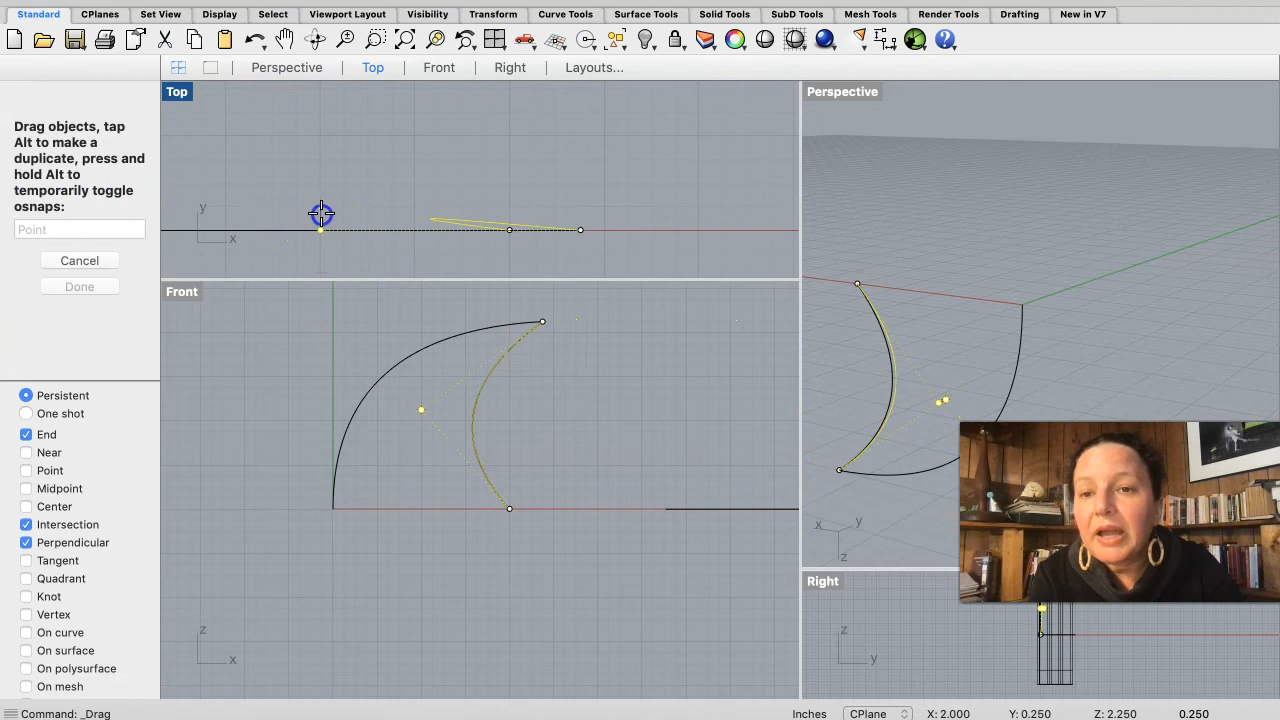 Standard CPlanes Set View Display Select Viewport Layout Visibility Transform Curve Tools Surface Tools Solid Tools SubD Tools Mesh Tools Render Tools Drafting New in V7
Perspective Top Front Right Layouts...
Drag objects, tap
Alt to make a
duplicate, press and
hold Alt to
temporarily toggle
osnaps:
Point
Cancel
Done
Persistent
One shot
End
Near
Point
Midpoint
Center
Intersection
Perpendicular
Tangent
Quadrant
Knot
Vertex
On curve
On surface
On polysurface
On mesh
Top
y
x
Perspective
x
y
z
Front
z
x
Right
z
y
Command: _Drag
Inches CPlane X: 2.000 Y: 0.250 Z: 2.250 0.250